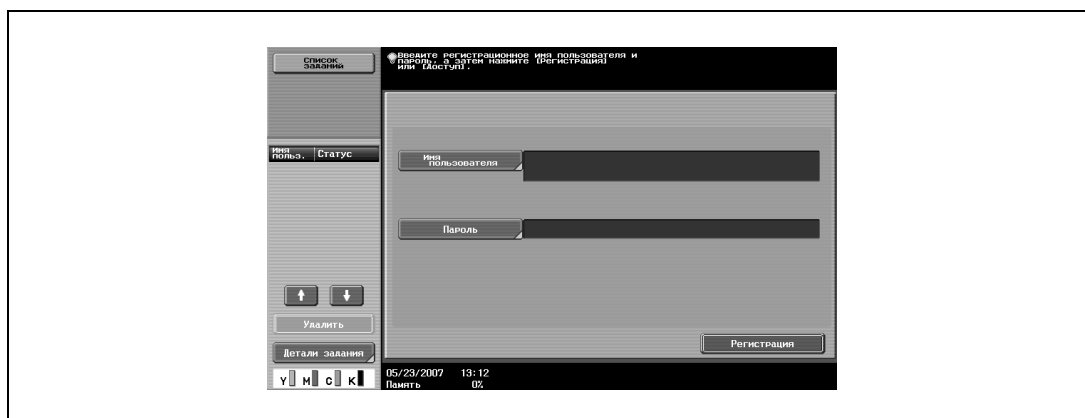 Список
заданий
Введите регистрационное имя пользователя и
пароль, а затем нажмите [Регистрация]
или [Доступ].
Имя
польз.
Статус
Имя
пользователя
Пароль
Удалить
Детали задания
Регистрация
Y M C K
05/23/2007 13:12
Память 0%